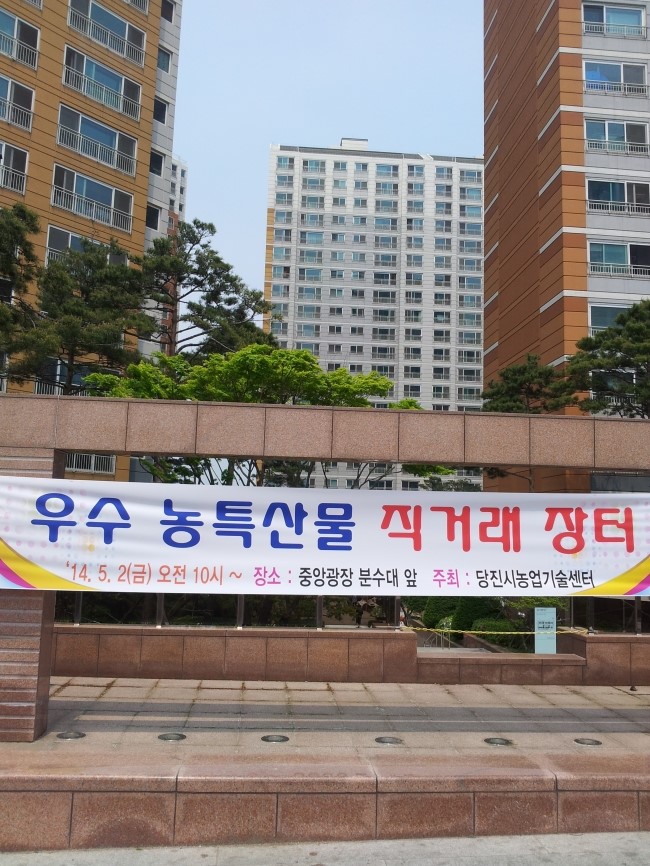 우수 농특산물 직거래 장터
'14. 5. 2(금) 오전 10시 ~ 장소 : 중앙광장 분수대 앞 주최 : 당진시농업기술센터